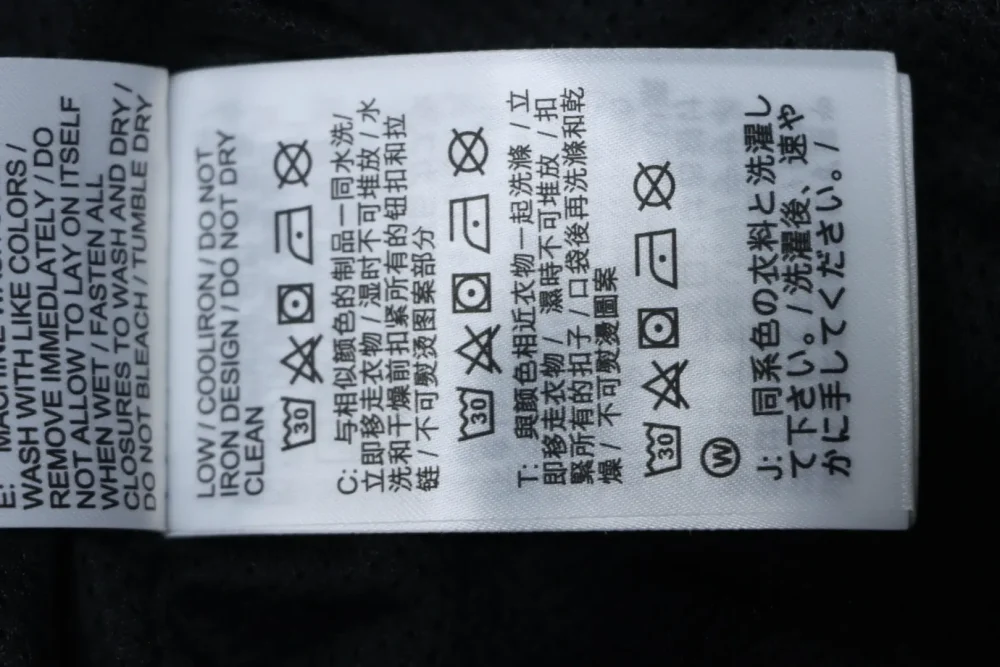 E: MACHINE WASH
WASH WITH LIKE COLORS /
REMOVE IMMEDLATELY / DO
NOT ALLOW TO LAY ON ITSELF
WHEN WET / FASTEN ALL
CLOSURES TO WASH AND DRY /
DO NOT BLEACH / TUMBLE DRY /
LOW / COOLIRON / DO NOT
IRON DESIGN / DO NOT DRY
CLEAN
30
C: 与相似颜色的制品一同水洗/
立即移走衣物 / 湿时不可堆放 / 水
洗和干燥前扣紧所有的钮扣和拉
链 / 不可熨烫图案部分
30
T: 與顏色相近衣物一起洗滌 / 立
即移走衣物 / 濕時不可堆放 / 扣
緊所有的扣子 / 口袋後再洗滌和乾
燥 / 不可熨燙圖案
30
W
J: 同系色の衣料と洗濯し
て下さい。/ 洗濯後、速や
かに手してください。/